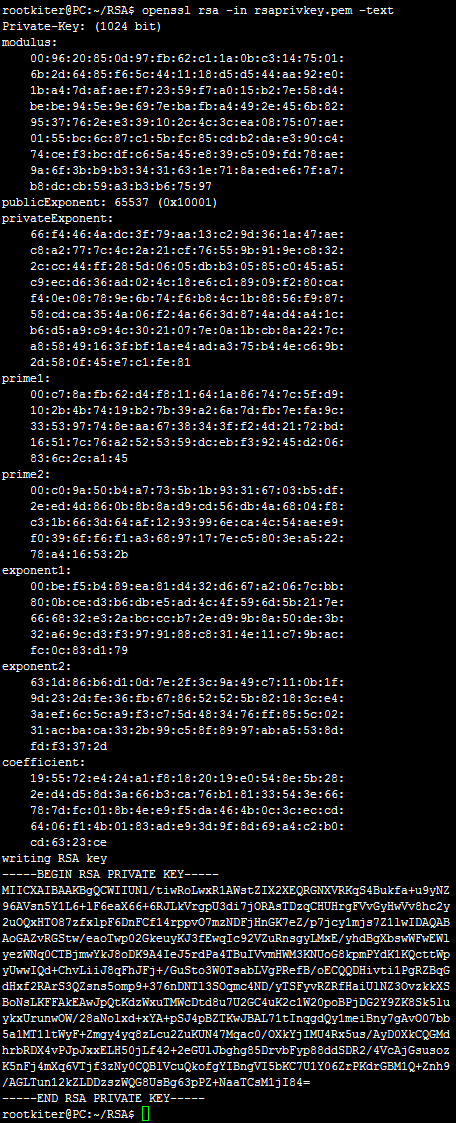 rootkiter@PC:~/RSA$ openssl rsa -in rsaprivkey.pem -text
Private-Key: (1024 bit)
modulus:
00:96:20:85:0d:97:fb:62:c1:1a:0b:c3:14:75:01:
6b:2d:64:85:f6:5c:44:11:18:d5:d5:44:aa:92:e0:
1b:a4:7d:af:ae:f7:23:59:f7:a0:15:b2:7e:58:d4:
be:be:94:5e:9e:69:7e:ba:fb:a4:49:2e:45:6b:82:
95:37:76:2e:e3:39:10:2c:4c:3c:ea:08:75:07:ae:
01:55:bc:6c:87:c1:5b:fc:85:cd:b2:da:e3:90:c4:
74:ce:f3:bc:df:c6:5a:45:e8:39:c5:09:fd:78:ae:
9a:6f:3b:b9:b3:34:31:63:1e:71:8a:ed:e6:7f:a7:
b8:dc:cb:59:a3:b3:b6:75:97
publicExponent: 65537 (0x10001)
privateExponent:
66:f4:46:4a:dc:3f:79:aa:13:c2:9d:36:1a:47:ae:
c8:a2:77:7c:4c:2a:21:cf:76:55:9b:91:9e:c8:32:
2c:cc:44:ff:28:5d:06:05:db:b3:05:85:c0:45:a5:
c9:ec:d6:36:ad:02:4c:18:e6:c1:89:09:f2:80:ca:
f4:0e:08:78:9e:6b:74:f6:b8:4c:1b:88:56:f9:87:
58:cd:ca:35:4a:06:f2:4a:66:3d:87:4a:d4:a4:1c:
b6:d5:a9:c9:4c:30:21:07:7e:0a:1b:cb:8a:22:7c:
a8:58:49:16:3f:bf:1a:e4:ad:a3:75:b4:4e:c6:9b:
2d:58:0f:45:e7:c1:fe:81
prime1:
00:c7:8a:fb:62:d4:f8:11:64:1a:86:74:7c:5f:d9:
10:2b:4b:74:19:b2:7b:39:a2:6a:7d:fb:7e:fa:9c:
33:53:97:74:8e:aa:67:38:34:3f:f2:4d:21:72:bd:
16:51:7c:76:a2:52:53:59:dc:eb:f3:92:45:d2:06:
83:6c:2c:a1:45
prime2:
00:c0:9a:50:b4:a7:73:5b:1b:93:31:67:03:b5:df:
2e:ed:4d:86:0b:8b:8a:d9:cd:56:db:4a:68:04:f8:
c3:1b:66:3d:64:af:12:93:99:6e:ca:4c:54:ae:e9:
f0:39:6f:f6:f1:a3:68:97:17:7e:c5:80:3e:a5:22:
78:a4:16:53:2b
exponent1:
00:be:f5:b4:89:ea:81:d4:32:d6:67:a2:06:7c:bb:
80:0b:ce:d3:b6:db:e5:ad:4c:4f:59:6d:5b:21:7e:
66:68:32:e3:2a:bc:cc:b7:2e:d9:9b:8a:50:de:3b:
32:a6:9c:d3:f3:97:91:88:c8:31:4e:11:c7:9b:ac:
fc:0c:83:d1:79
exponent2:
63:1d:86:b6:d1:0d:7e:2f:3c:9a:49:c7:11:0b:1f:
9d:23:2d:fe:36:fb:67:86:52:52:5b:82:18:3c:e4:
3a:ef:6c:5c:a9:f3:c7:5d:48:34:76:ff:85:5c:02:
31:ac:ba:ca:33:2b:99:c5:8f:89:97:ab:a5:53:8d:
fd:f3:37:2d
coefficient:
19:55:72:e4:24:a1:f8:18:20:19:e0:54:8e:5b:28:
2e:d4:d5:8d:3a:66:b3:ca:76:b1:81:33:54:3e:66:
78:7d:fc:01:8b:4e:e9:f5:da:46:4b:0c:3c:ec:cd:
64:06:f1:4b:01:83:ad:e9:3d:9f:8d:69:a4:c2:b0:
cd:63:23:ce
writing RSA key
-----BEGIN RSA PRIVATE KEY-----
MIICXAIBAAKBgQCWIIUNl/tiwRoLwxR1AWstZIX2XEQRGNXVRKqS4Bukfa+u9yNZ
96AVsn5Y1L6+lF6eaX66+6RJLkVrgpU3di7jORAsTDzqCHUHrgFVvGyHwVv8hc2y
2uOQxHTO87zfxlpF6DnFCf14rppvO7mzNDFjHnGK7eZ/p7jcy1mjs7Z1lwIDAQAB
AoGAZvRGStw/eaoTwp02GkeuyKJ3fEwqIc92VZuRnsgyLMxE/yhdBgXbswWFwEWl
yezWNq0CTBjmwYkJ8oDK9A4IeJ5rdPa4TBuIVvmHWM3KNUoG8kpmPYdK1KQcttWp
yUwwIQd+ChvLiiJ8qFhJFj+/GuSto3W0TsabLVgPRefB/oECQQDHivti1PgRZBqG
dHxf2RArS3QZsns5omp9+376nDNTl3SOqmc4ND/yTSFyvRZRfHaiUlNZ3OvzkkXS
BoNsLKFFAkEAwJpQtKdzWxuTMWcDtd8u7U2GC4uK2c1W20poBPjDG2Y9ZK8Sk5lu
ykxUrunwOW/28aNolxd+xYA+pSJ4pBZTKwJBAL71tInqgdQy1meiBny7gAvO07bb
5a1MT1ltWyF+Zmgy4yq8zLcu2ZuKUN47Mqac0/OXkYjIMU4Rx5us/AyD0XkCQGMd
hrbRDX4vPJpJxxELH50jLf42+2eGUlJbghg85DrvbFyp88ddSDR2/4VcAjGsusoz
K5nFj4mXq6VTjf3zNy0CQBlVcuQkofgYIBngVI5bKC7U1Y06ZrPKdrGBM1Q+Znh9
/AGLTun12kZLDDzszWQG8UsBg63pPZ+NaaTCsM1jI84=
-----END RSA PRIVATE KEY-----
rootkiter@PC:~/RSA$